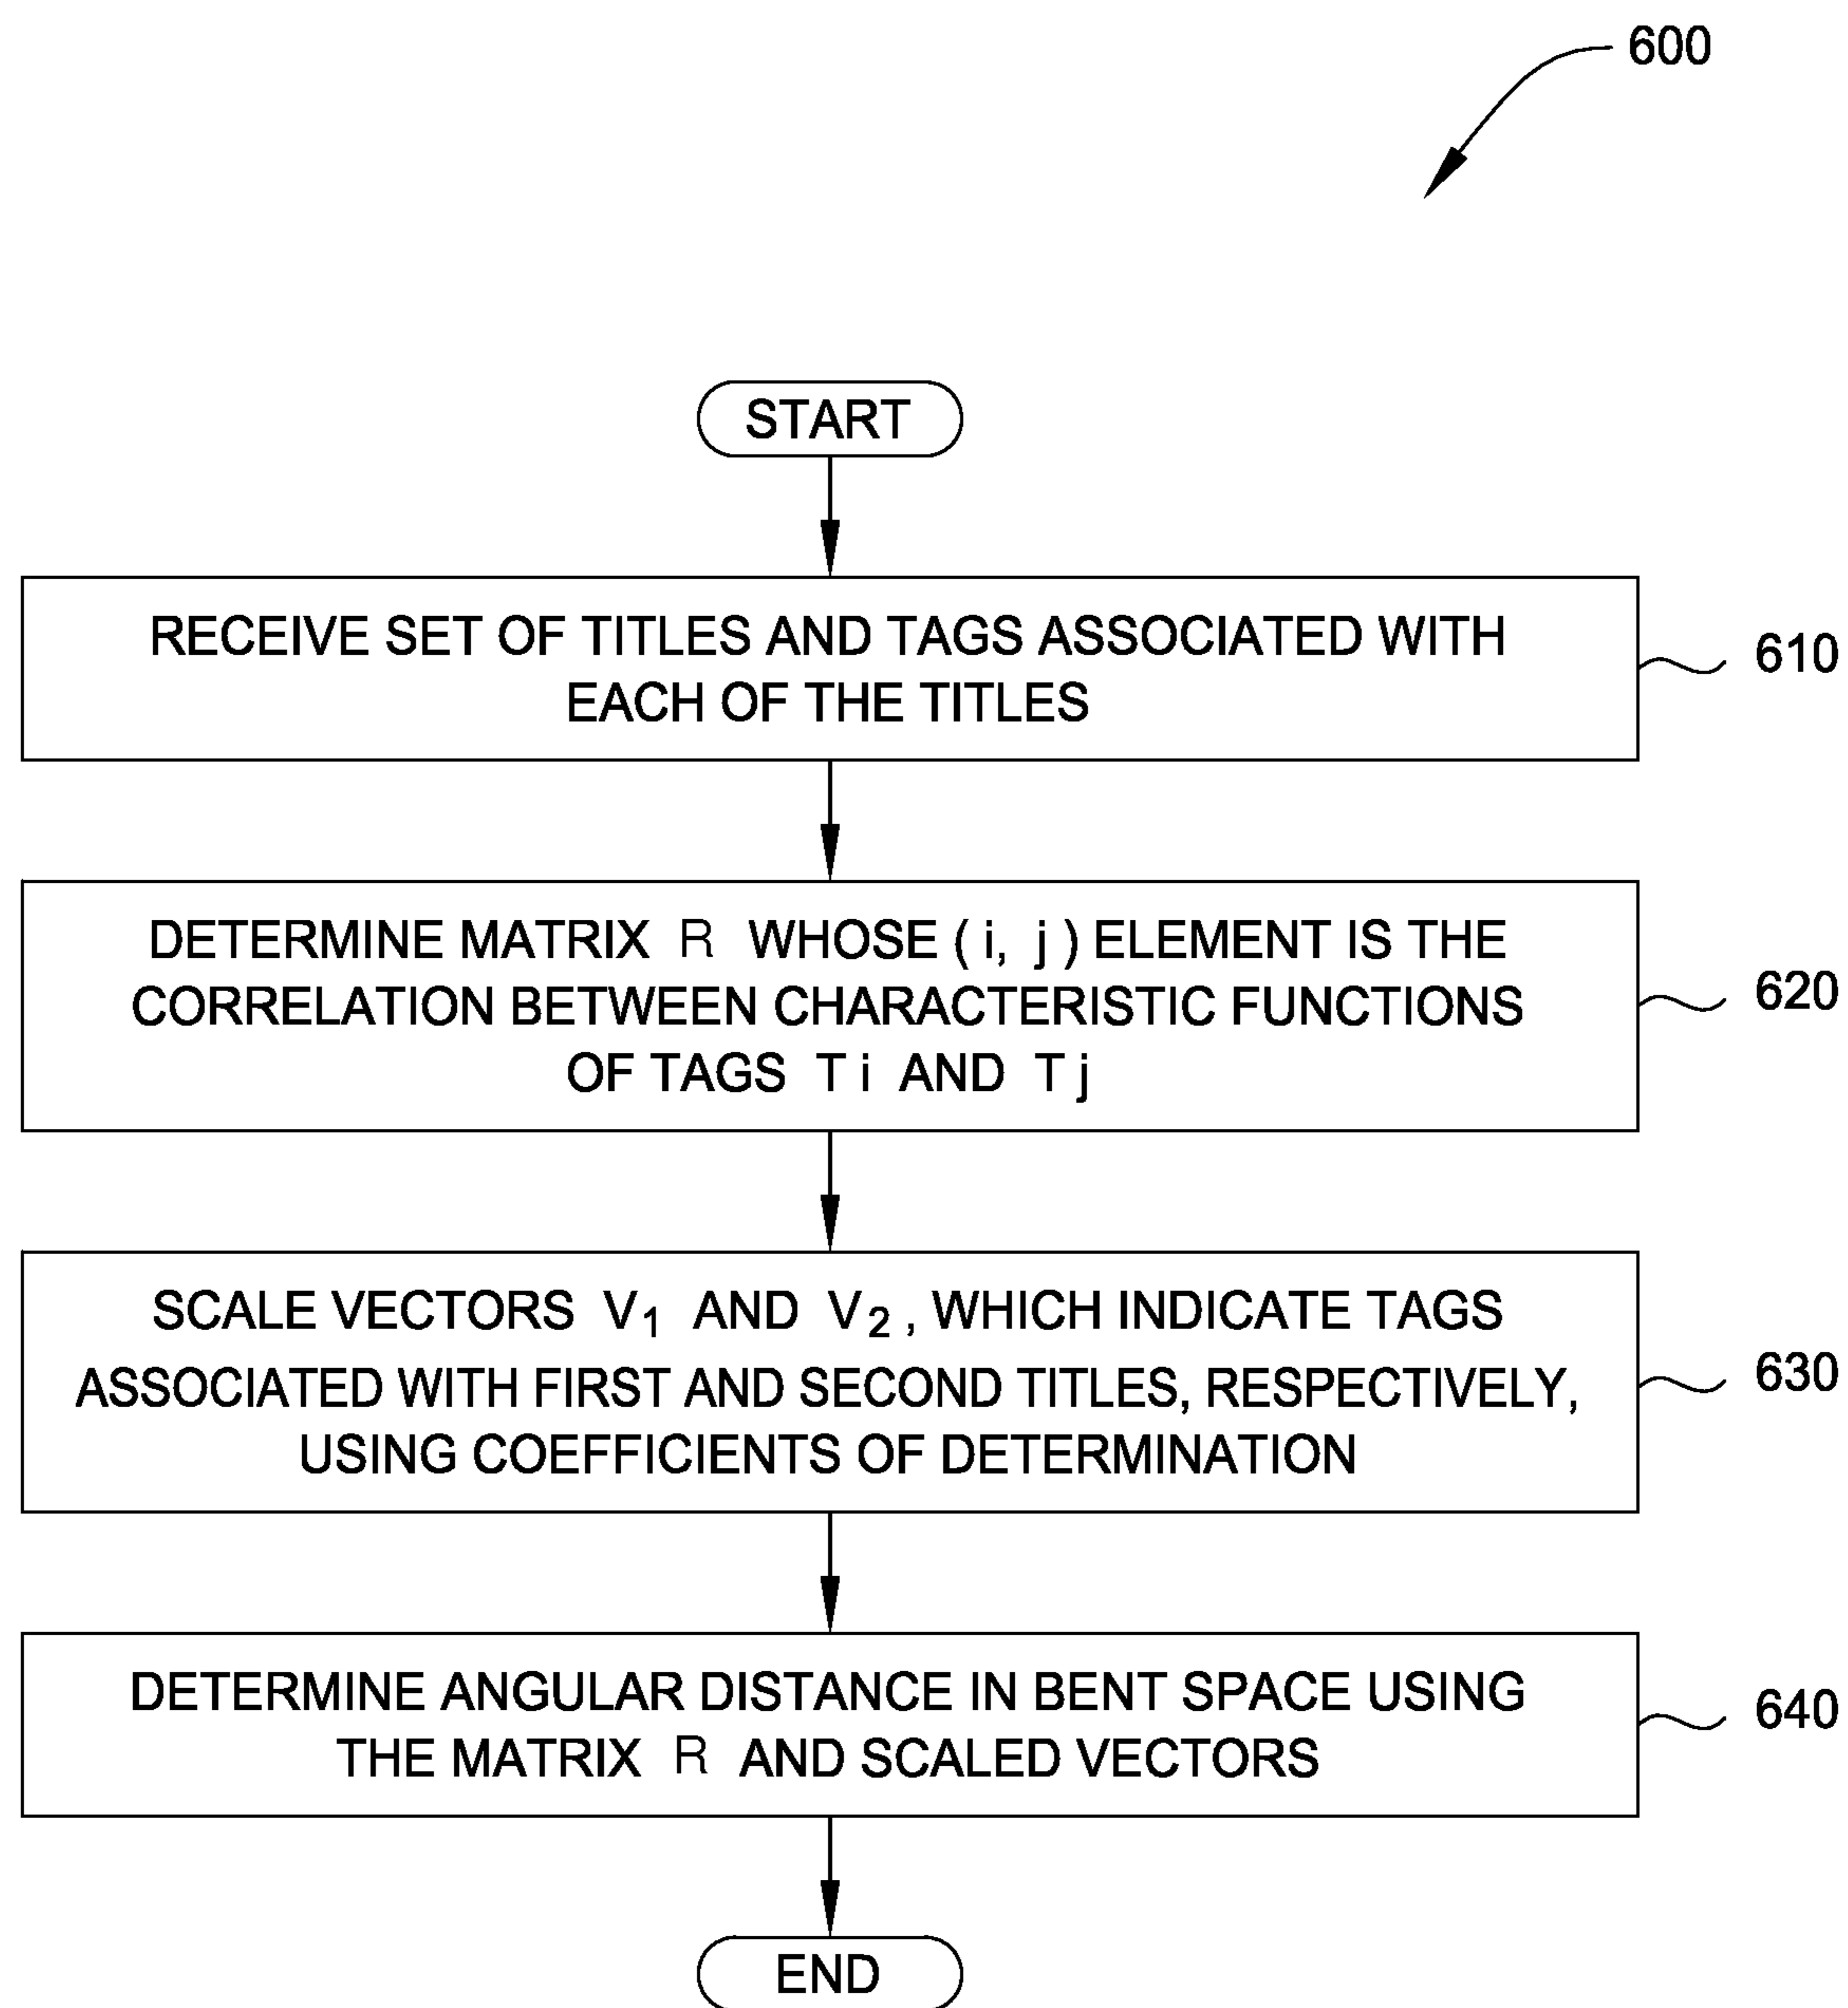 600
START
RECEIVE SET OF TITLES AND TAGS ASSOCIATED WITH
EACH OF THE TITLES
610
DETERMINE MATRIX R WHOSE ( i, j ) ELEMENT IS THE
CORRELATION BETWEEN CHARACTERISTIC FUNCTIONS
OF TAGS T i AND T j
620
SCALE VECTORS V1 AND V2 , WHICH INDICATE TAGS
ASSOCIATED WITH FIRST AND SECOND TITLES, RESPECTIVELY,
USING COEFFICIENTS OF DETERMINATION
630
DETERMINE ANGULAR DISTANCE IN BENT SPACE USING
THE MATRIX R AND SCALED VECTORS
640
END